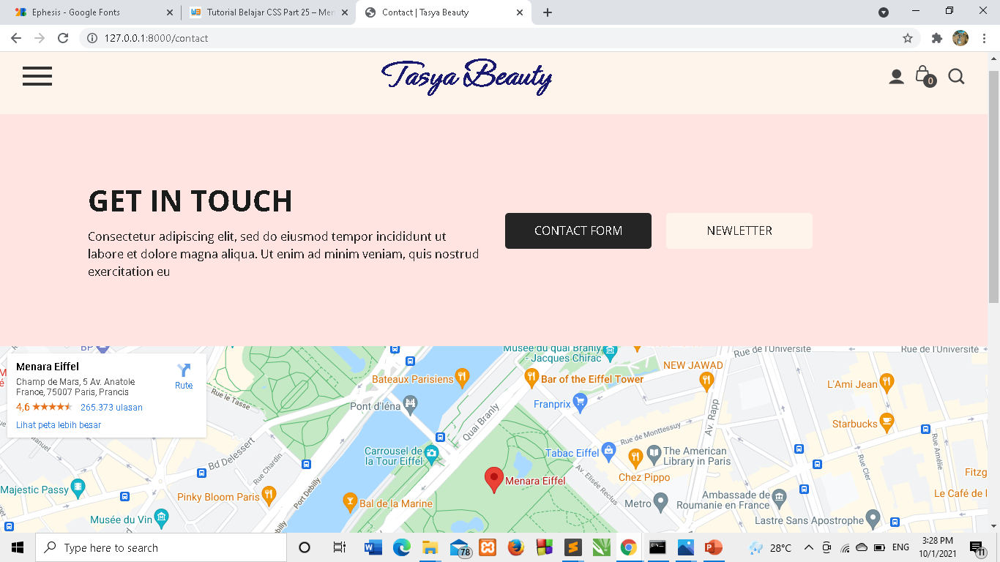 Ephesis - Google Fonts
Tutorial Belajar CSS Part 25 – Men
Contact | Tasya Beauty
127.0.0.1:8000/contact
Tasya Beauty
0
GET IN TOUCH
Consectetur adipiscing elit, sed do eiusmod tempor incididunt ut
labore et dolore magna aliqua. Ut enim ad minim veniam, quis nostrud
exercitation eu
CONTACT FORM
NEWLETTER
BP
Menara Eiffel
Champ de Mars, 5 Av. Anatole
France, 75007 Paris, Prancis
4,6
265.373 ulasan
Lihat peta lebih besar
Rute
Rue le Tasse
Bateaux Parisiens
Pont d'Iéna
Musée du quai Branly
Jacques Chirac
Bar of the Eiffel Tower
NEW JAWAD
Rue de l'Université
Rue de l'Université
L'Ami Jean
Franprix
Quai Branly
Av. Rapp
Starbucks
Rue de Montessuy
Carrousel de
la Tour Eiffel
Tabac Eiffel
The American
Library in Paris
Chez Pippo
Bd Delessert
Rue Chardin
Port Debilly
Debilly
Menara Eiffel
Av. Elisée Reclus
Rue Cler
Rue Amélie
Fitzg
Le Café de l
Majestic Passy
Pinky Bloom Paris
Bal de la Marine
Musée du Vin
Metro
Ambassade de
Roumanie en France
Lastre Sans Apostrophe
Type here to search
78
28°C
ENG
3:28 PM
10/1/2021
11